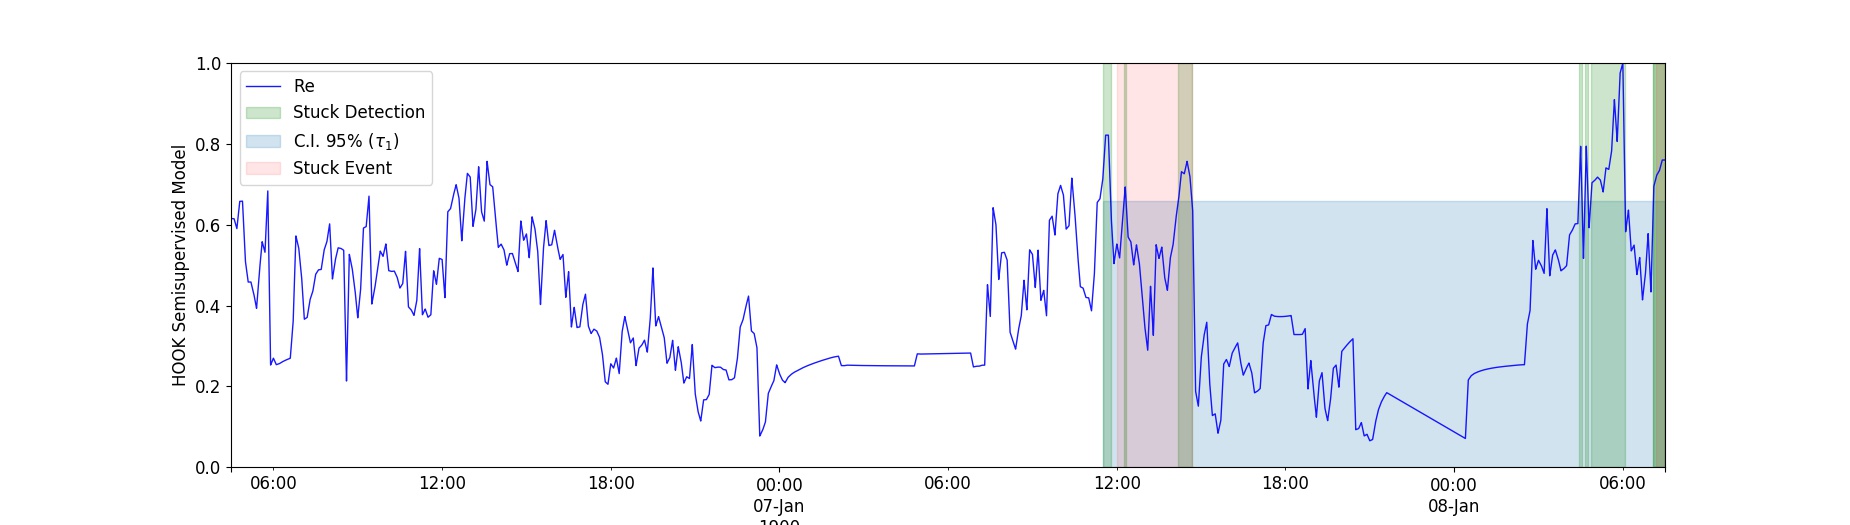 1.0
0.8
0.6
0.4
0.2
0.0
HOOK Semisupervised Model
Re
Stuck Detection
C.I. 95% (τ₁)
Stuck Event
06:00
12:00
18:00
00:00
07-Jan
1900
06:00
12:00
18:00
00:00
08-Jan
06:00